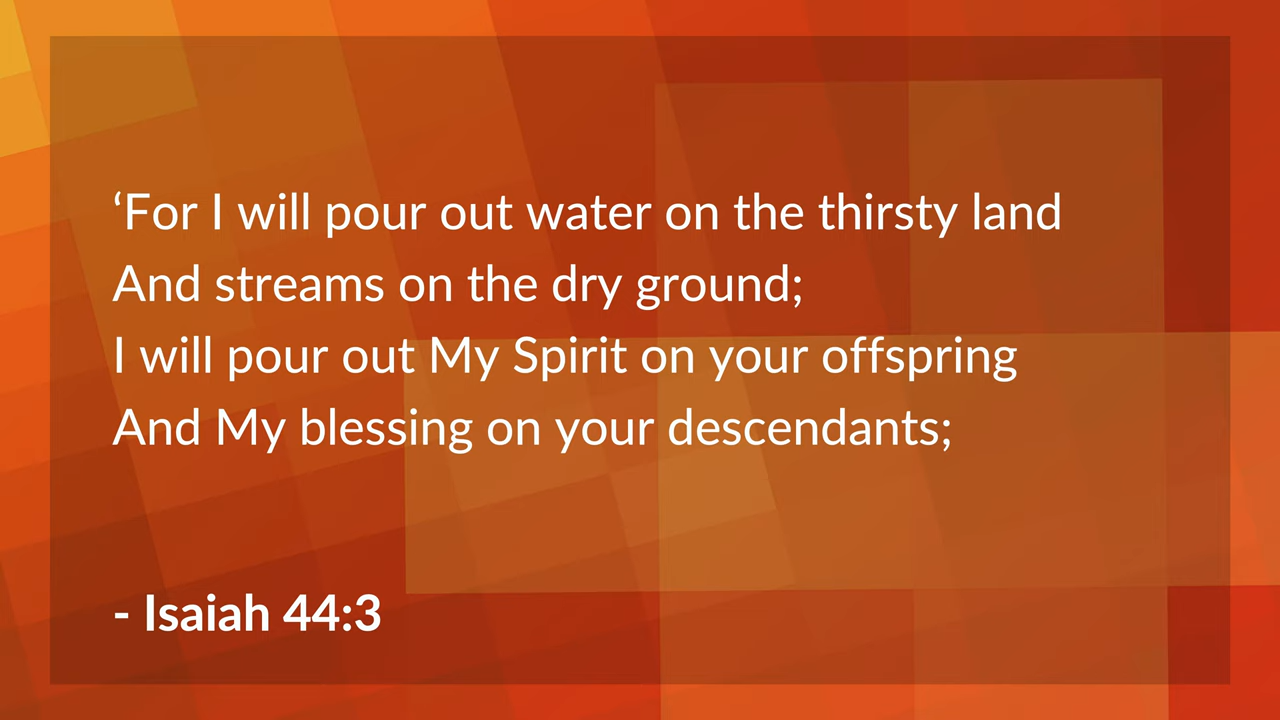 ‘For I will pour out water on the thirsty land
And streams on the dry ground;
I will pour out My Spirit on your offspring
And My blessing on your descendants;
- Isaiah 44:3